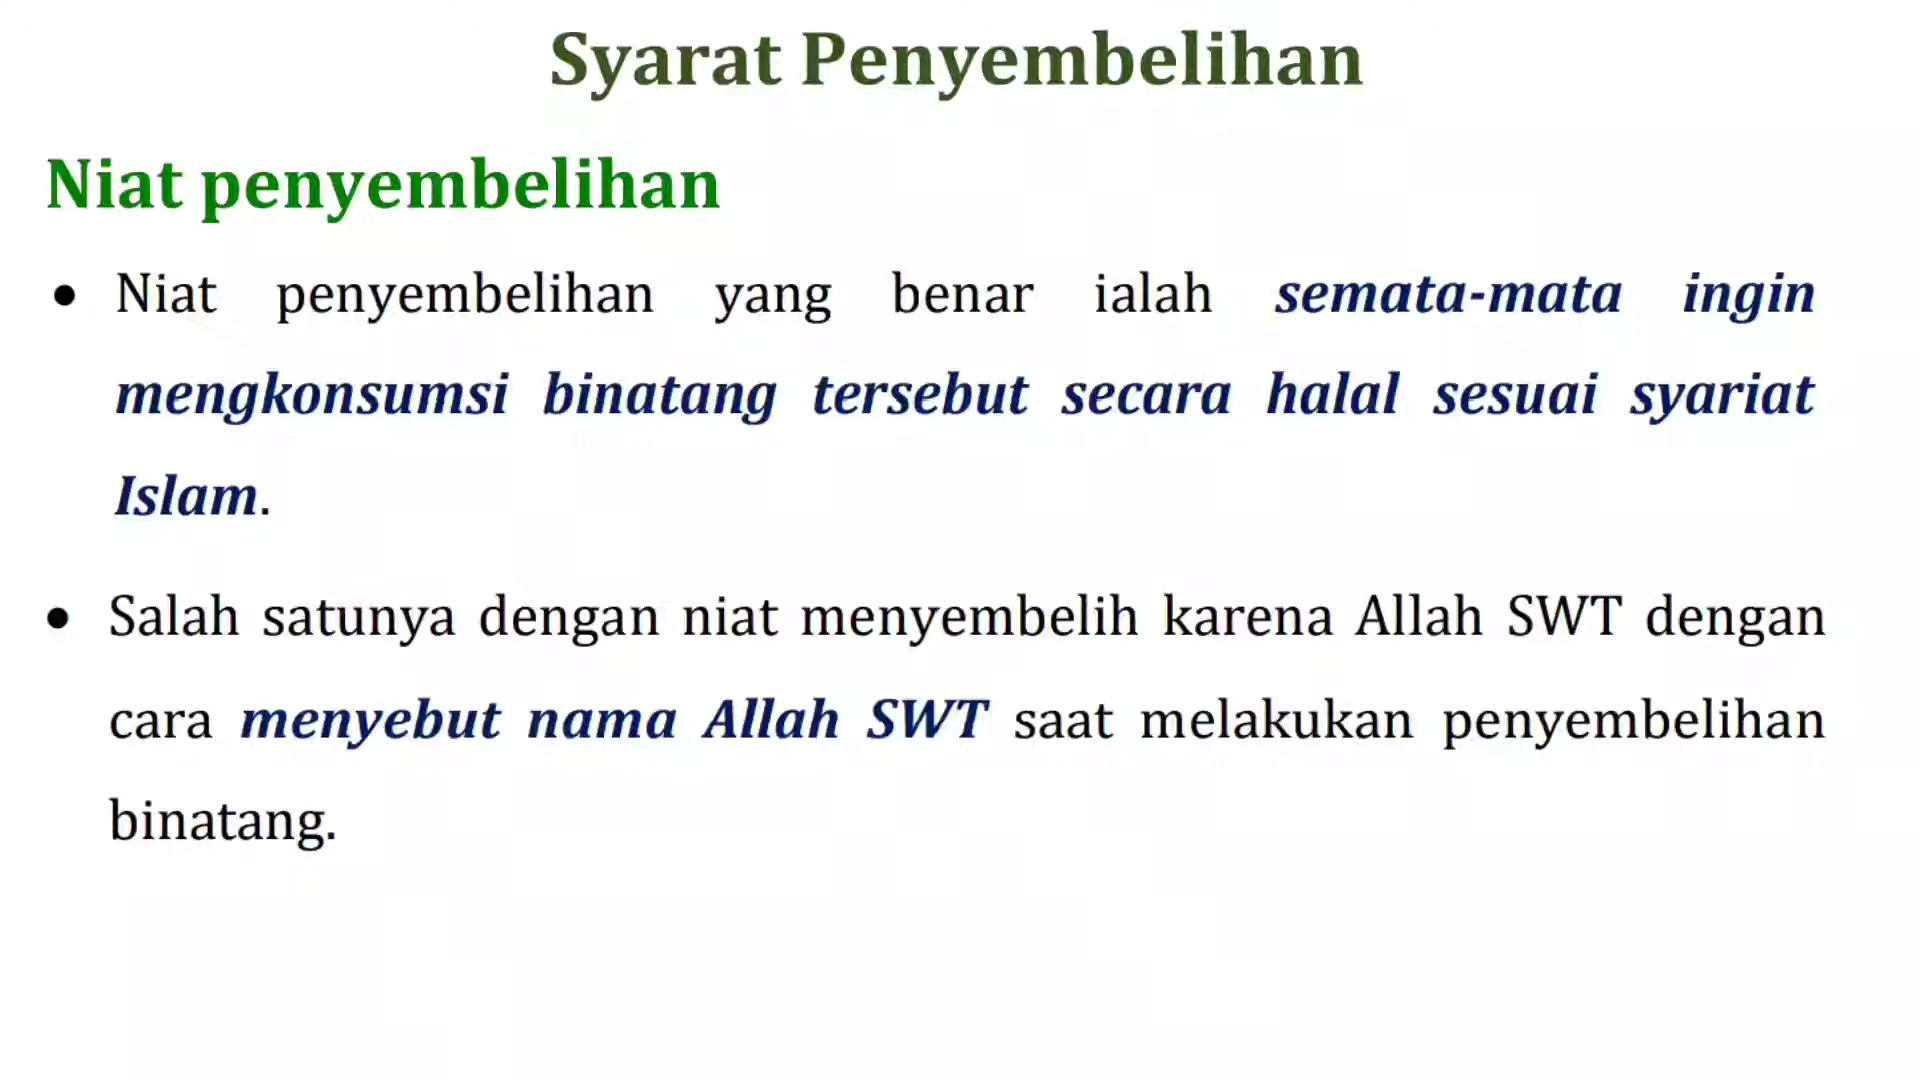 Syarat Penyembelihan
Niat penyembelihan
• Niat penyembelihan yang benar ialah semata-mata ingin
mengkonsumsi binatang tersebut secara halal sesuai syariat
Islam.
• Salah satunya dengan niat menyembelih karena Allah SWT dengan
cara menyebut nama Allah SWT saat melakukan penyembelihan
binatang.